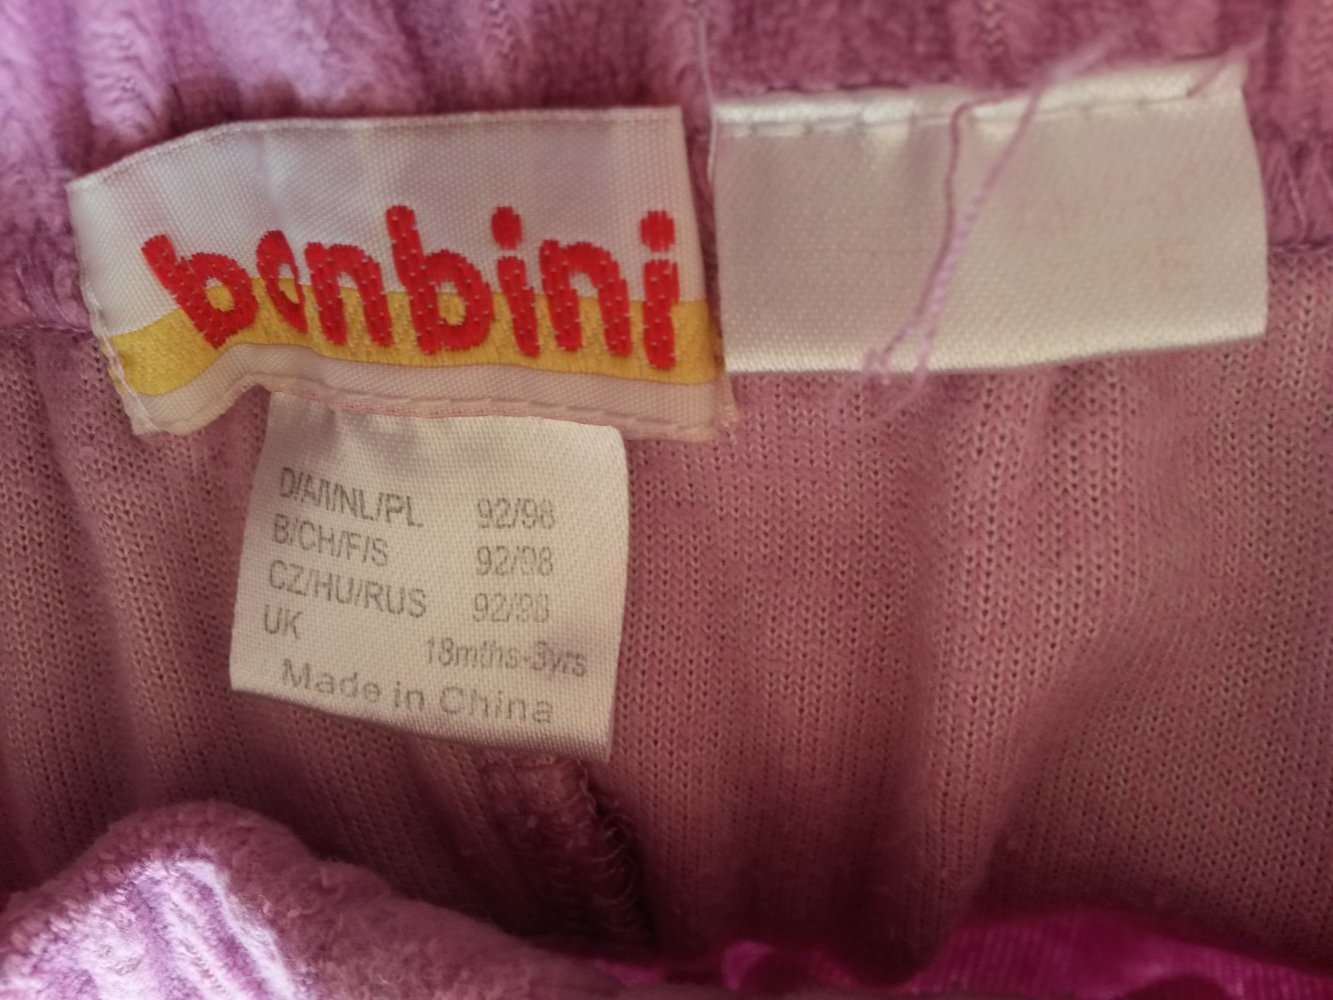 bonbini
D/A/I/NL/PL 92/98
B/CH/F/S 92/98
CZ/HU/RUS 92/98
UK 18mths-3yrs
Made in China